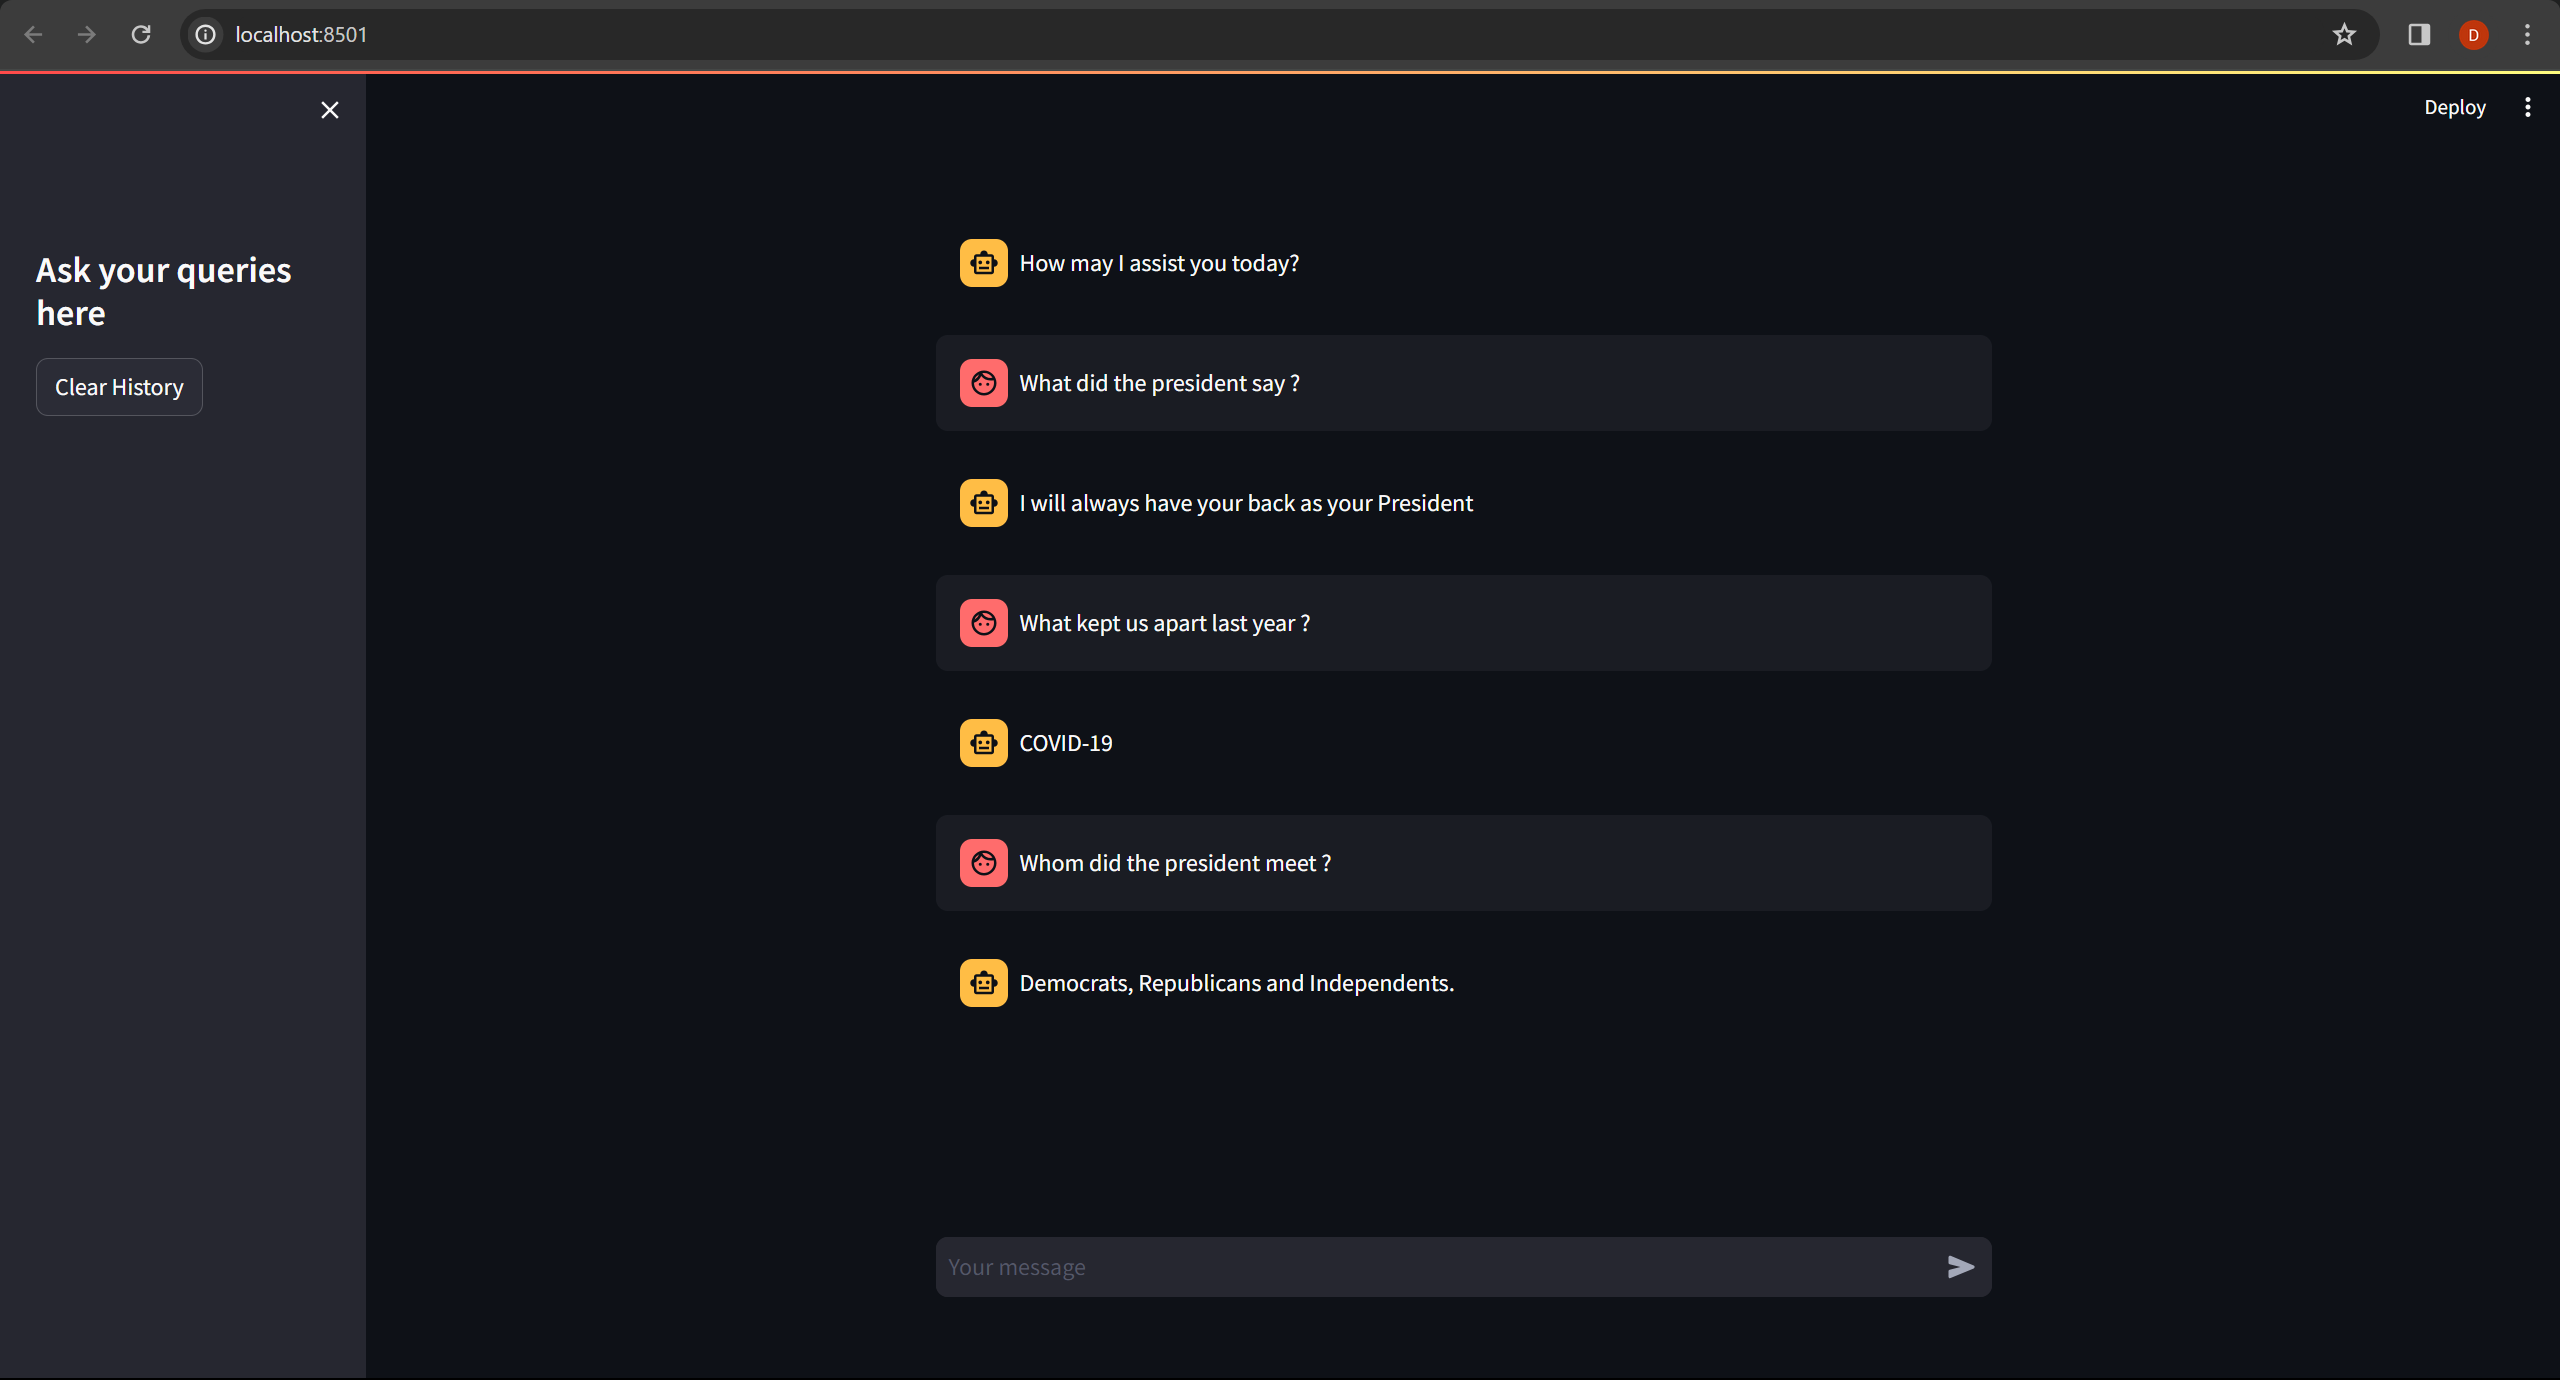 localhost:8501
D
Deploy
Ask your queries
here
Clear History
How may I assist you today?
What did the president say ?
I will always have your back as your President
What kept us apart last year ?
COVID-19
Whom did the president meet ?
Democrats, Republicans and Independents.
Your message